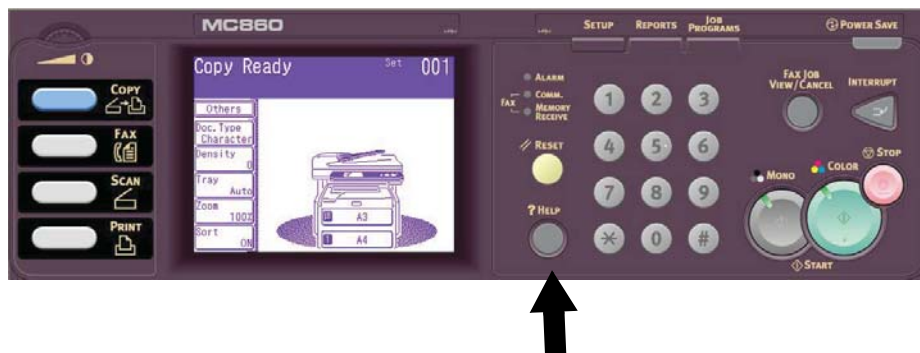 MC860
SETUP
REPORTS
JOB
PROGRAMS
POWER SAVE
COPY
FAX
SCAN
PRINT
Copy Ready
Set 001
Others
Doc.Type
Character
Density
0
Tray
Auto
Zoom
100%
Sort
ON
A3
1 A4
ALARM
FAX
COMM.
MEMORY
RECEIVE
RESET
? HELP
1 2 3
4 5 6
7 8 9
* 0 #
FAX JOB
VIEW/CANCEL
INTERRUPT
STOP
MONO
COLOR
START